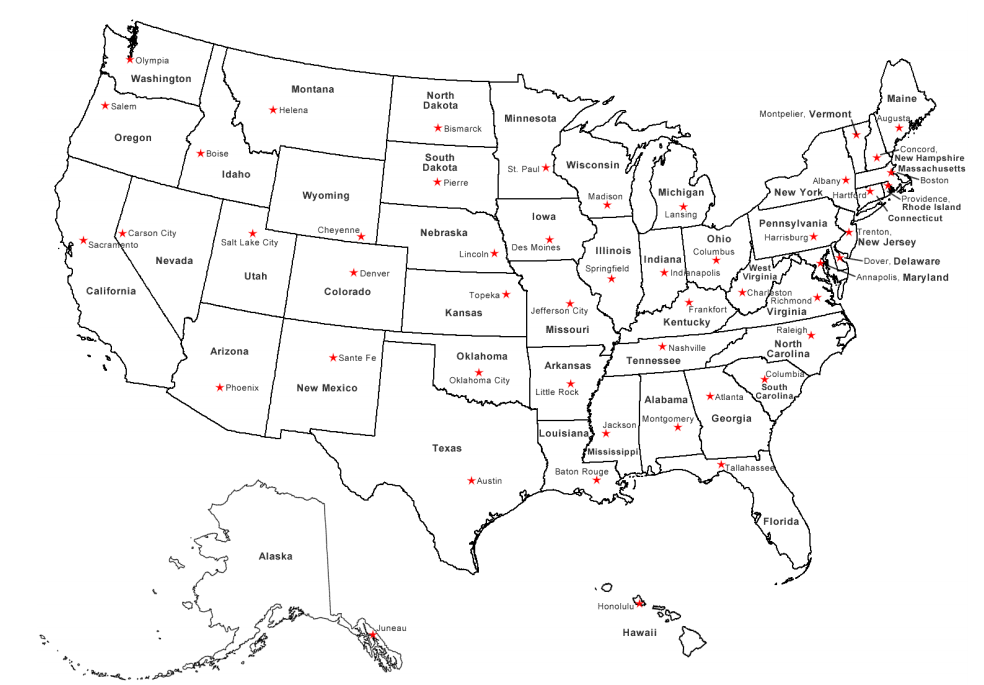 Olympia
Washington
Salem
Oregon
Boise
Idaho
Montana
Helena
North
Dakota
Bismarck
South
Dakota
Pierre
Minnesota
St. Paul
Wisconsin
Madison
Michigan
Lansing
Wyoming
Cheyenne
Nebraska
Lincoln
Iowa
Des Moines
Carson City
Sacramento
Nevada
California
Salt Lake City
Utah
Denver
Colorado
Topeka
Kansas
Jefferson City
Missouri
Illinois
Springfield
Indiana
Indianapolis
Ohio
Columbus
Arizona
Phoenix
Santa Fe
New Mexico
Oklahoma
Oklahoma City
Arkansas
Little Rock
Texas
Austin
Louisiana
Baton Rouge
Jackson
Mississippi
Alabama
Montgomery
Atlanta
Georgia
Tallahassee
Florida
Nashville
Tennessee
Frankfort
Kentucky
West
Virginia
Charleston
Richmond
Virginia
Raleigh
North
Carolina
Columbia
South
Carolina
Pennsylvania
Harrisburg
New York
Albany
Montpelier, Vermont
Maine
Augusta
Concord,
New Hampshire
Massachusetts
Boston
Hartford
Providence,
Rhode Island
Connecticut
Trenton,
New Jersey
Dover, Delaware
Annapolis, Maryland
Alaska
Juneau
Honolulu
Hawaii